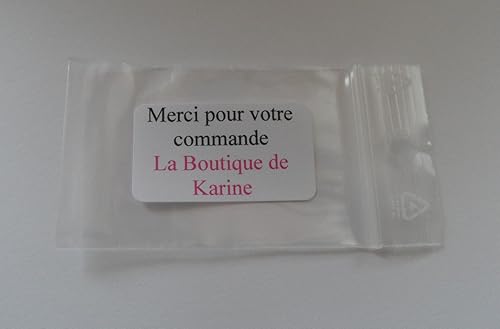 Merci pour votre
commande
La Boutique de
Karine